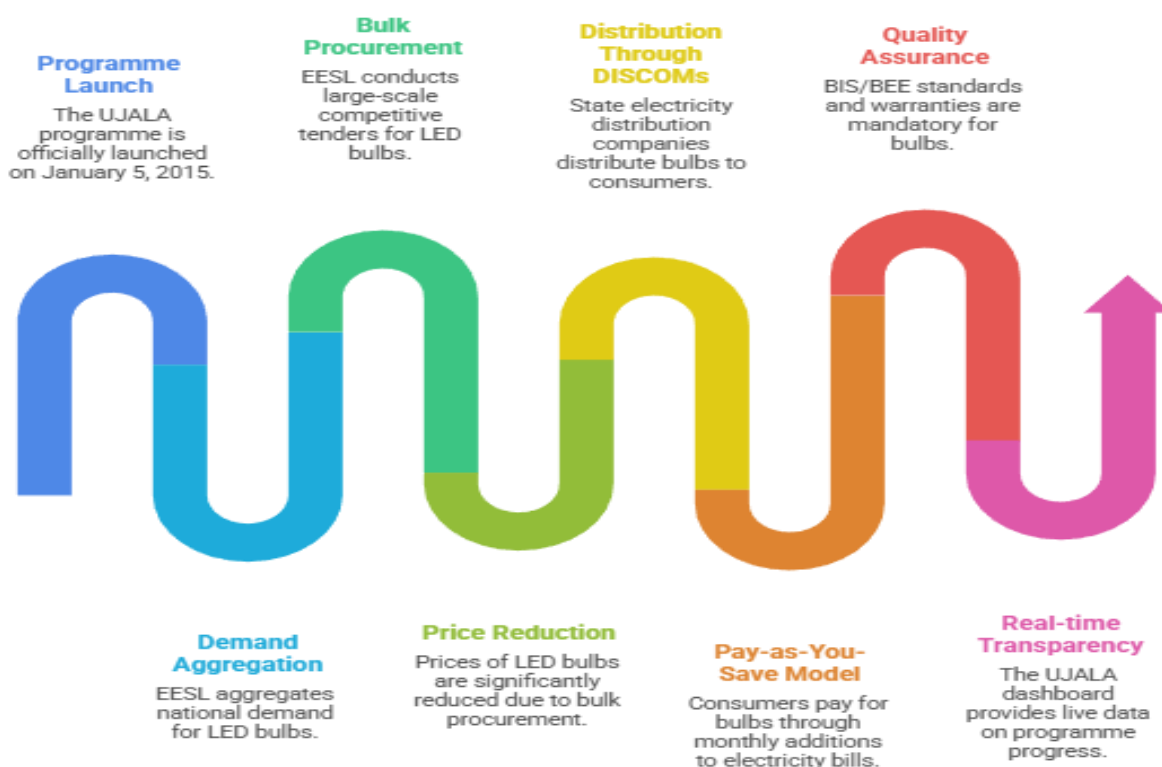 Programme
Launch
The UJALA
programme is
officially launched
on January 5, 2015.
Demand
Aggregation
EESL aggregates
national demand
for LED bulbs.
Bulk
Procurement
EESL conducts
large-scale
competitive
tenders for LED
bulbs.
Price Reduction
Prices of LED bulbs
are significantly
reduced due to bulk
procurement.
Distribution
Through
DISCOMs
State electricity
distribution
companies
distribute bulbs to
consumers.
Pay-as-You-
Save Model
Consumers pay for
bulbs through
monthly additions
to electricity bills.
Quality
Assurance
BIS/BEE standards
and warranties are
mandatory for
bulbs.
Real-time
Transparency
The UJALA
dashboard
provides live data
on programme
progress.